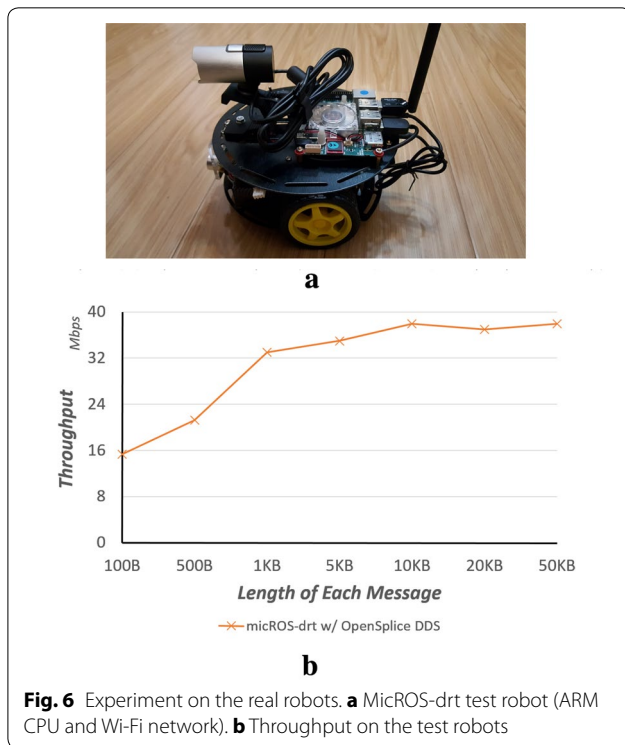 a
40
Mbps
32
24
16
8
0
Throughput
100B 500B 1KB 5KB 10KB 20KB 50KB
Length of Each Message
micROS-drt w/ OpenSplice DDS
b
Fig. 6 Experiment on the real robots. a MicROS-drt test robot (ARM
CPU and Wi-Fi network). b Throughput on the test robots